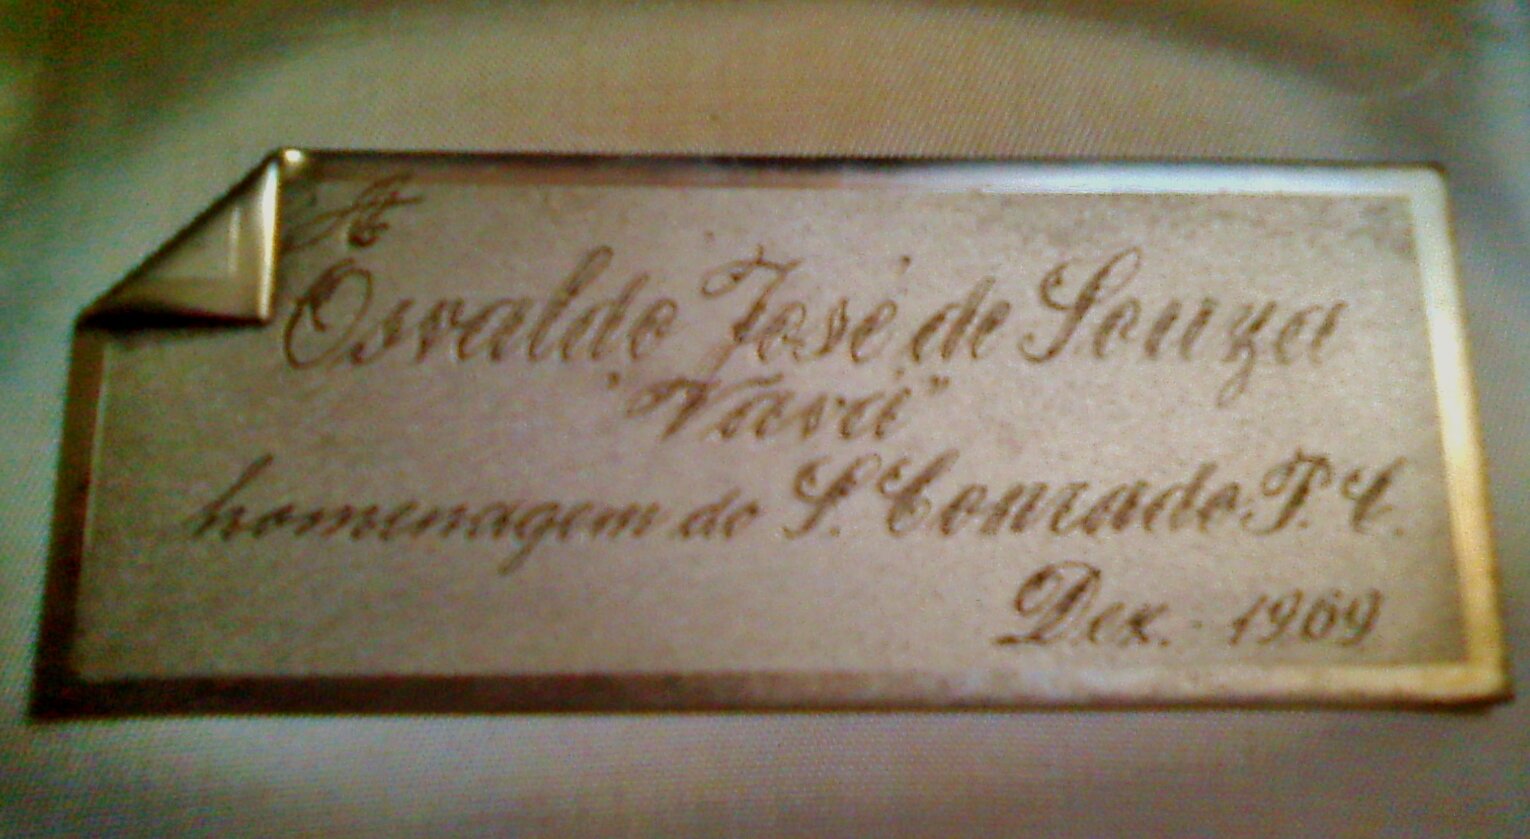 A
Osvaldo José de Souza
"Vavá"
homenagem do S. Conrado F. C.
Dez. - 1969